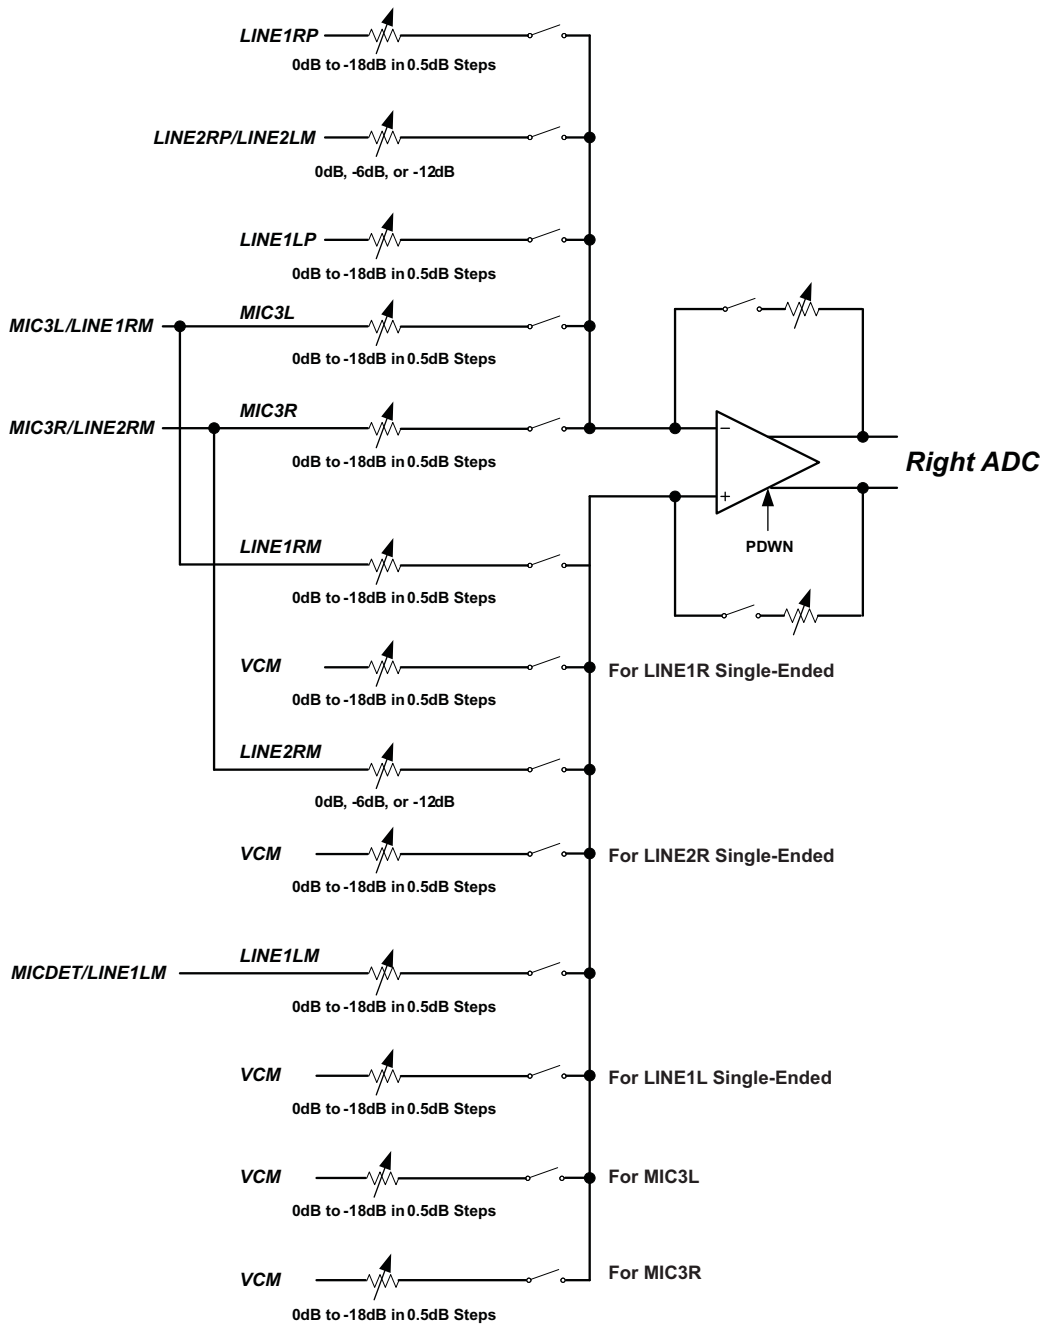 LINE1RP
0dB to -18dB in 0.5dB Steps
LINE2RP/LINE2LM
0dB, -6dB, or -12dB
LINE1LP
0dB to -18dB in 0.5dB Steps
MIC3L/LINE1RM
MIC3L
0dB to -18dB in 0.5dB Steps
MIC3R/LINE2RM
MIC3R
0dB to -18dB in 0.5dB Steps
−
+
Right ADC
PDWN
LINE1RM
0dB to -18dB in 0.5dB Steps
VCM
For LINE1R Single-Ended
0dB to -18dB in 0.5dB Steps
LINE2RM
0dB, -6dB, or -12dB
VCM
For LINE2R Single-Ended
0dB to -18dB in 0.5dB Steps
MICDET/LINE1LM
LINE1LM
0dB to -18dB in 0.5dB Steps
VCM
For LINE1L Single-Ended
0dB to -18dB in 0.5dB Steps
VCM
For MIC3L
0dB to -18dB in 0.5dB Steps
VCM
For MIC3R
0dB to -18dB in 0.5dB Steps